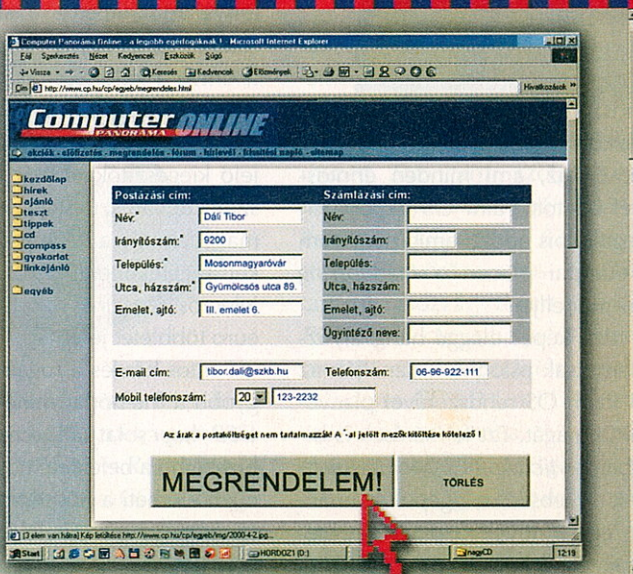 Computer Panoráma Online - a legjobb egérfogóknak ! - Microsoft Internet Explorer
Fájl Szerkesztés Nézet Kedvencek Eszközök Súgó
Vissza Keresés Kedvencek Előzmények
Cím http://www.cp.hu/cp/egyeb/megrendeles.html Hivatkozások »
Computer ONLINE
PANORÁMA
akciók - előfizetés - megrendelés - fórum - hírlevél - frissítési napló - sitemap
kezdőlap
hírek
ajánló
teszt
tippek
cd
compass
gyakorlat
linkajánló
egyéb
Postázási cím: Számlázási cím:
Név:* Dáli Tibor Név:
Irányítószám:* 9200 Irányítószám:
Település:* Mosonmagyaróvár Település:
Utca, házszám:* Gyümölcsös utca 89. Utca, házszám:
Emelet, ajtó: III. emelet 6. Emelet, ajtó:
Ügyintéző neve:
E-mail cím: tibor.dali@szkb.hu Telefonszám: 06-96-922-111
Mobil telefonszám: 20 123-2232
Az árak a postaköltséget nem tartalmazzák! A *-al jelölt mezők kitöltése kötelező !
MEGRENDELEM! TÖRLÉS
(3 elem van hátra) Kép letöltése http://www.cp.hu/cp/egyeb/img/2000-4-2.jpg...
Start HORDOZ1 (D:) nagyCD 12:19